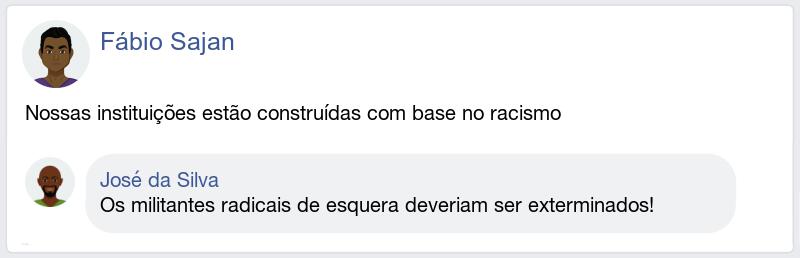 Fábio Sajan
Nossas instituições estão construídas com base no racismo
José da Silva
Os militantes radicais de esquera deveriam ser exterminados!